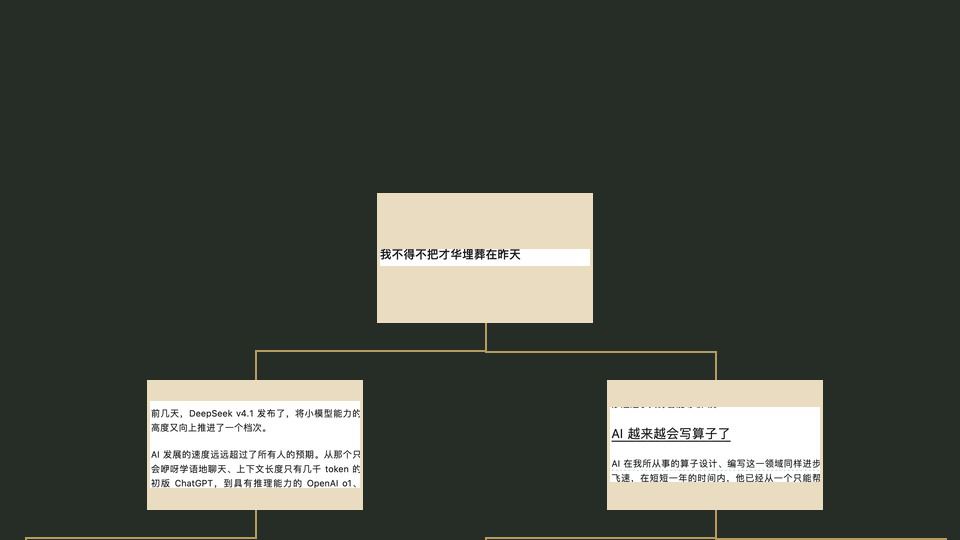 我不得不把才华埋葬在昨天
前几天，DeepSeek v4.1 发布了，将小模型能力的
高度又向上推进了一个档次。
AI 发展的速度远远超过了所有人的预期。从那个只
会咿呀学语地聊天、上下文长度只有几千 token 的
初版 ChatGPT，到具有推理能力的 OpenAI o1、
AI 越来越会写算子了
AI 在我所从事的算子设计、编写这一领域同样进步
飞速，在短短一年的时间内，他已经从一个只能帮